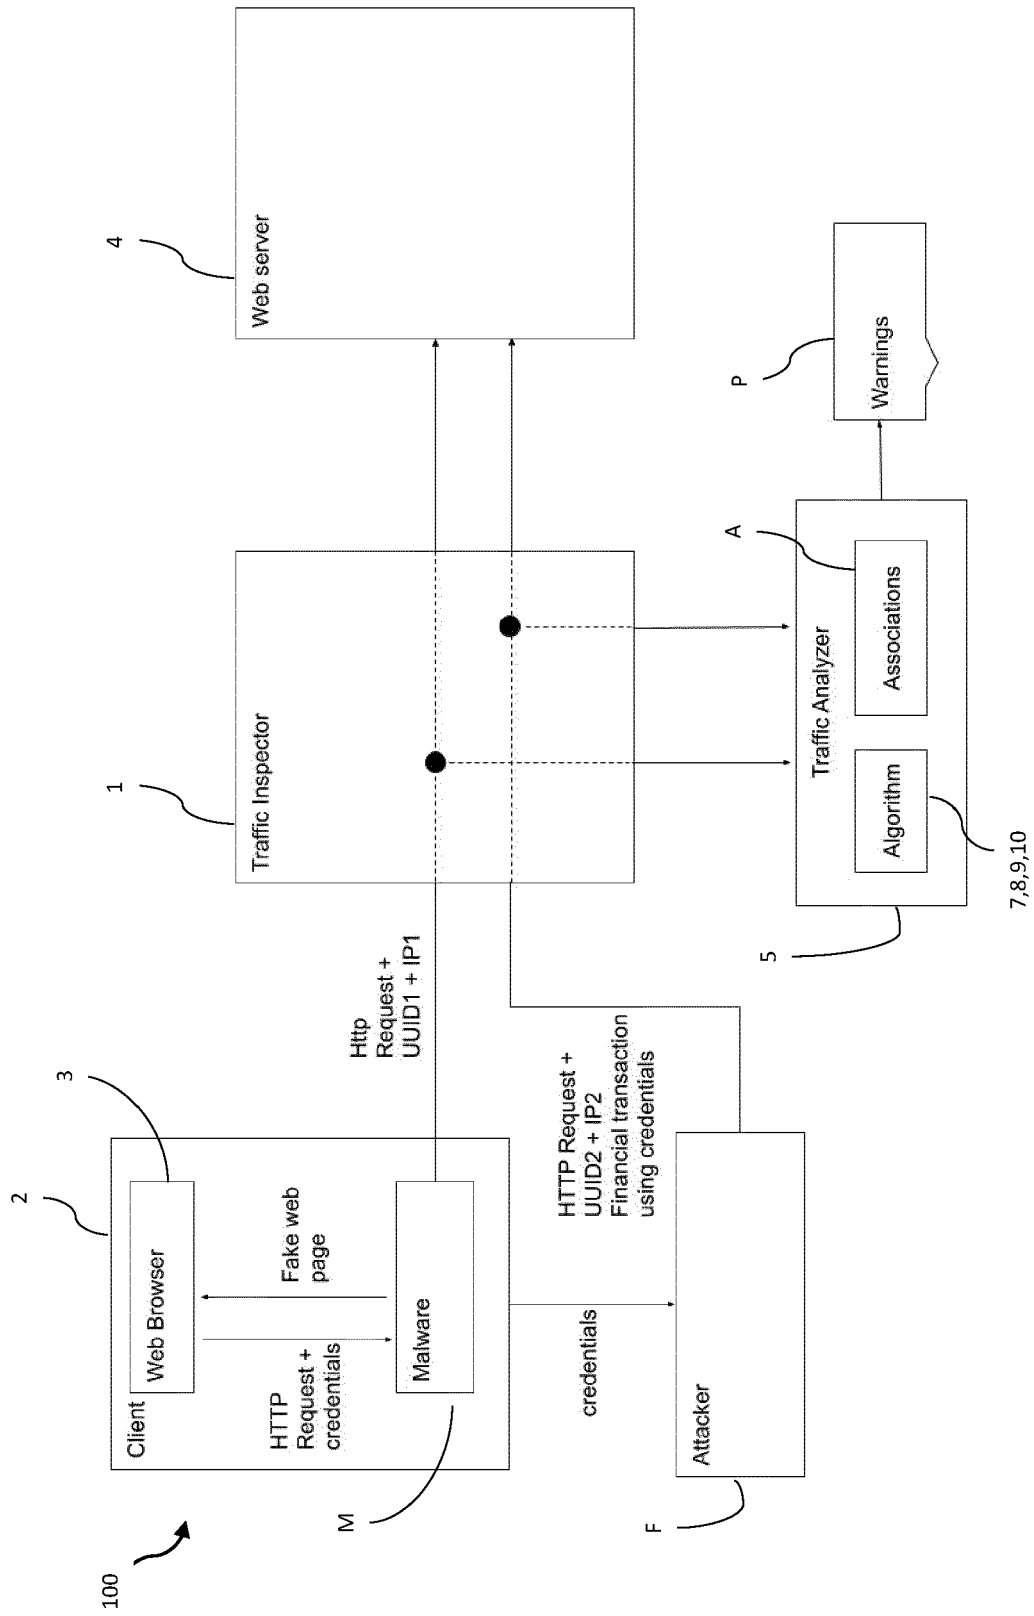 100
2
Client
3
Web Browser
HTTP
Request +
credentials
Fake web
page
M
Malware
Http
Request +
UUID1 + IP1
credentials
F
Attacker
HTTP Request +
UUID2 + IP2
Financial transaction
using credentials
1
Traffic Inspector
4
Web server
5
Traffic Analyzer
Algorithm
7,8,9,10
A
Associations
P
Warnings